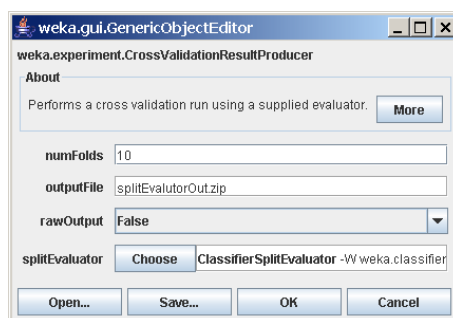 weka.gui.GenericObjectEditor
weka.experiment.CrossValidationResultProducer
About
Performs a cross validation run using a supplied evaluator. More
numFolds 10
outputFile splitEvalutorOut.zip
rawOutput False
splitEvaluator Choose ClassifierSplitEvaluator -W weka.classifier
Open... Save... OK Cancel